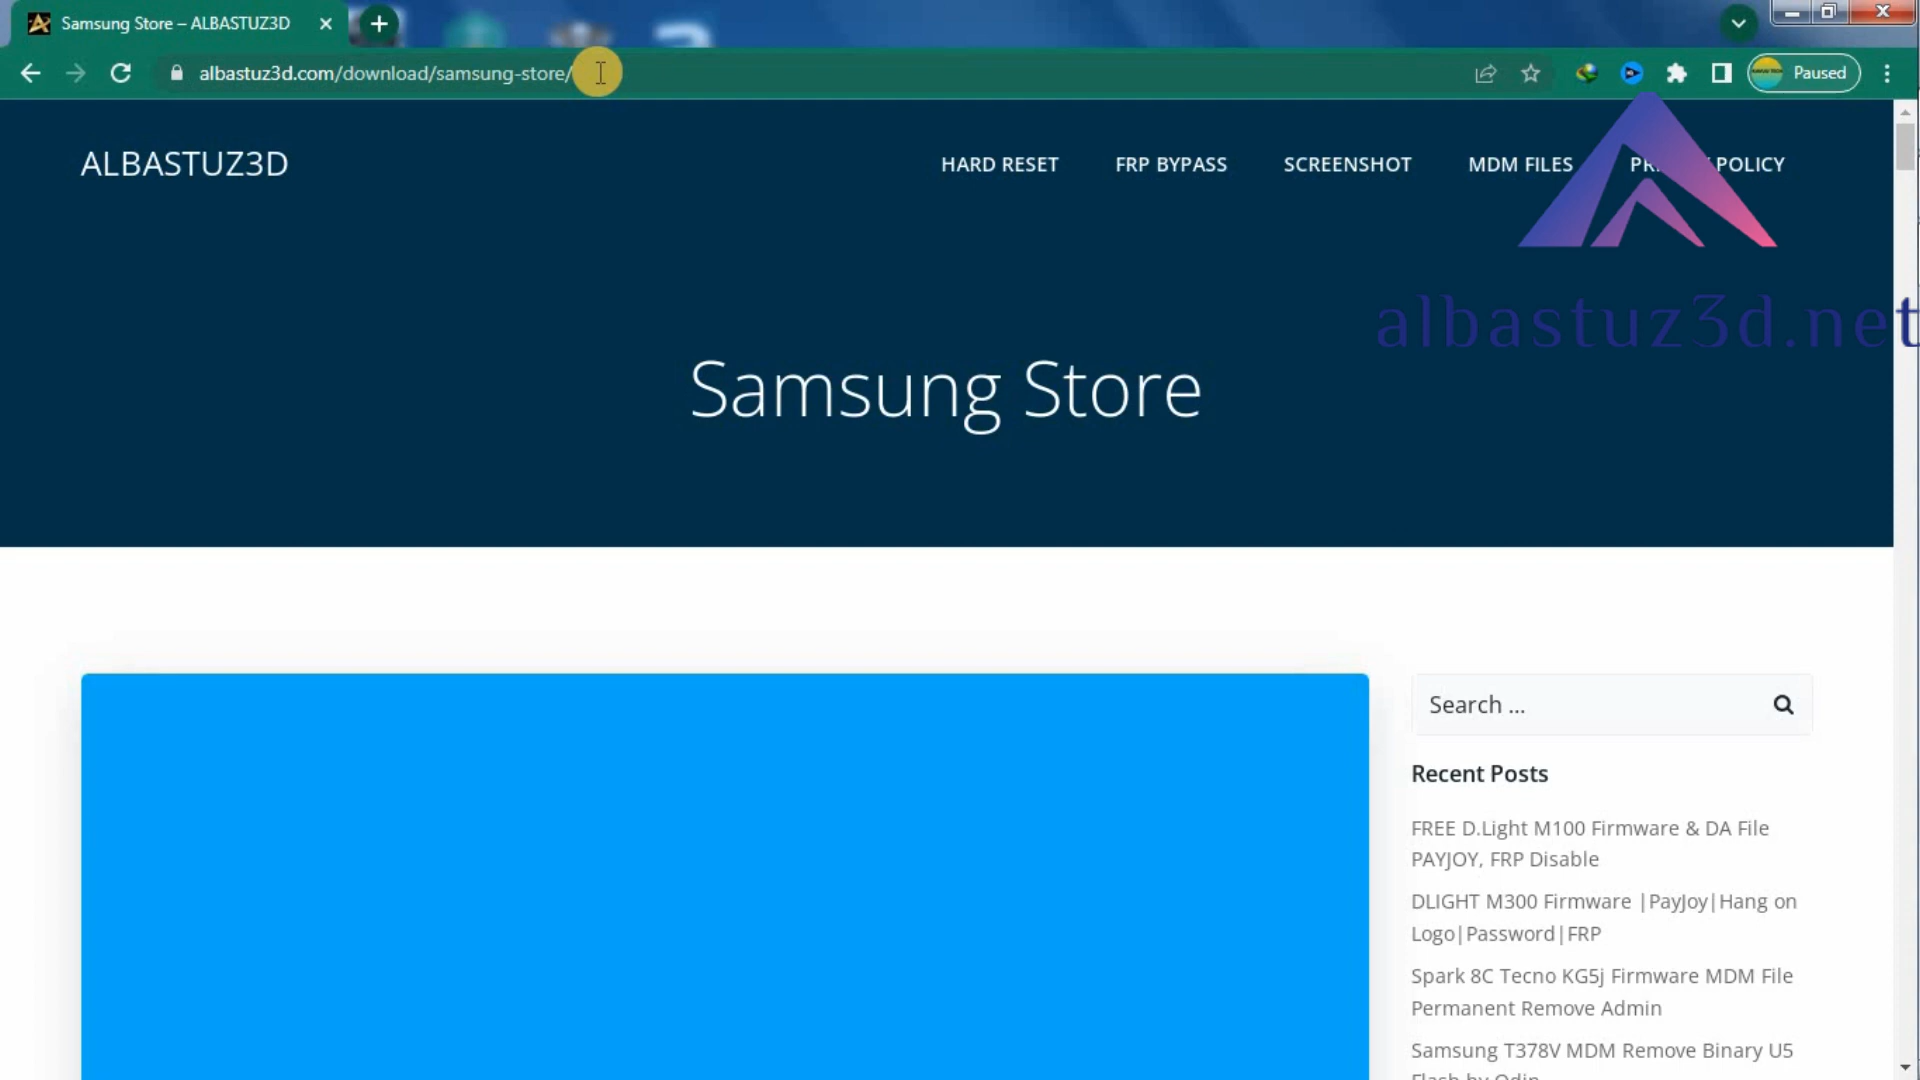 Samsung Store – ALBASTUZ3D
albastuz3d.com/download/samsung-store/
Paused
ALBASTUZ3D
HARD RESET
FRP BYPASS
SCREENSHOT
MDM FILES
POLICY
albastuz3d.net
Samsung Store
Search ...
Recent Posts
FREE D.Light M100 Firmware & DA File
PAYJOY, FRP Disable
DLIGHT M300 Firmware |PayJoy|Hang on
Logo|Password|FRP
Spark 8C Tecno KG5j Firmware MDM File
Permanent Remove Admin
Samsung T378V MDM Remove Binary U5
Flash by Odin